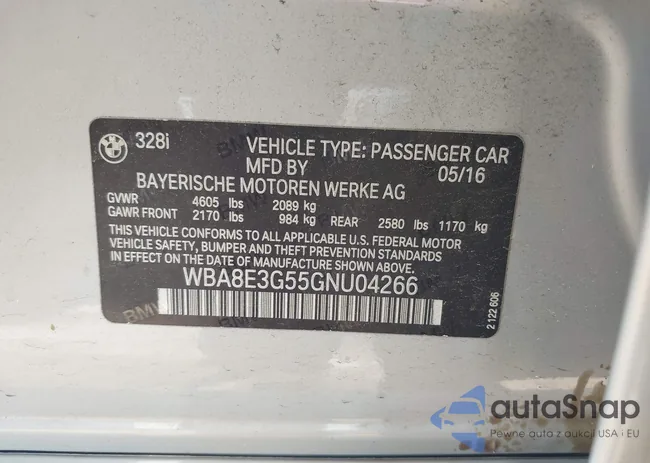 328i VEHICLE TYPE: PASSENGER CAR
MFD BY 05/16
BAYERISCHE MOTOREN WERKE AG
GVWR 4605 lbs 2089 kg
GAWR FRONT 2170 lbs 984 kg REAR 2580 lbs 1170 kg
THIS VEHICLE CONFORMS TO ALL APPLICABLE U.S. FEDERAL MOTOR
VEHICLE SAFETY, BUMPER AND THEFT PREVENTION STANDARDS
IN EFFECT ON THE DATE OF MANUFACTURE SHOWN ABOVE.
WBA8E3G55GNU04266
2 122 606
autaSnap
Pewne auta z aukcji USA i EU